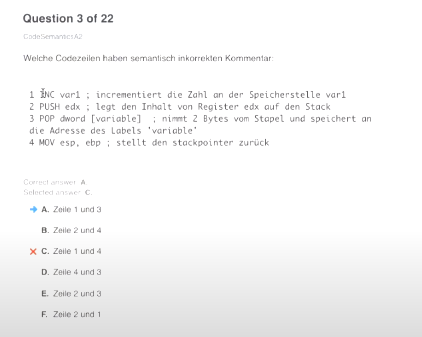 Question 3 of 22
CodeSemanticsA2
Welche Codezeilen haben semantisch inkorrekten Kommentar:
1 INC var1 ; incrementiert die Zahl an der Speicherstelle var1
2 PUSH edx ; legt den Inhalt von Register edx auf den Stack
3 POP dword [variable]  ; nimmt 2 Bytes vom Stapel und speichert an
die Adresse des Labels 'variable'
4 MOV esp, ebp ; stellt den stackpointer zurück
Correct answer: A.
Selected answer: C.
A. Zeile 1 und 3
B. Zeile 2 und 4
C. Zeile 1 und 4
D. Zeile 4 und 3
E. Zeile 2 und 3
F. Zeile 2 und 1